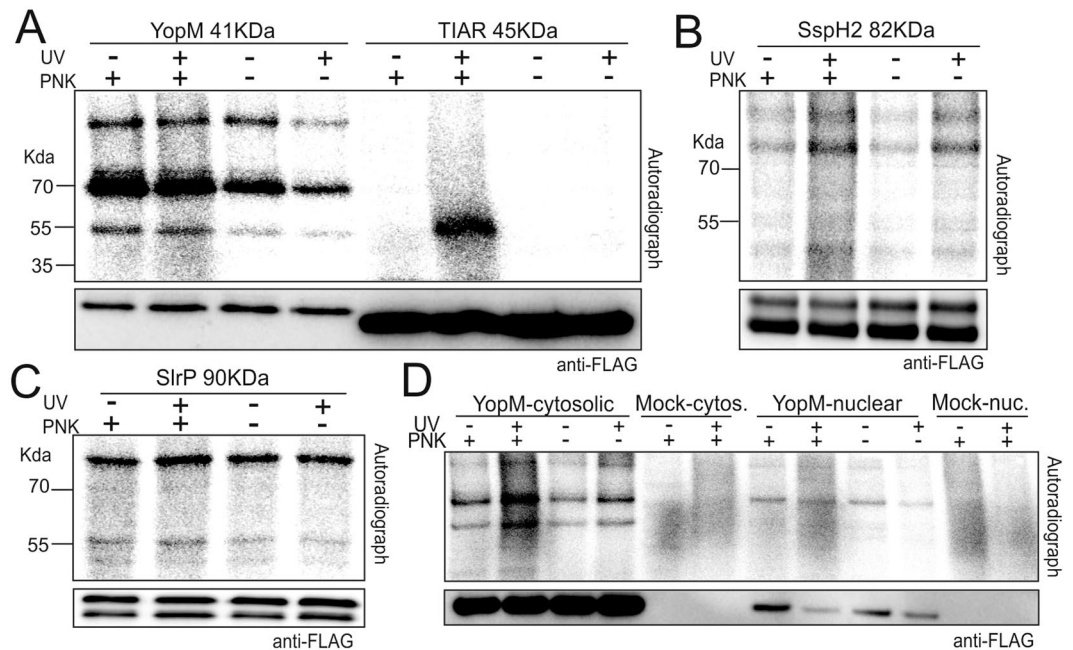 A
YopM 41KDa
TIAR 45KDa
UV - + - + - + - +
PNK + + - - + + - -
Kda
70
55
35
Autoradiograph
anti-FLAG
B
SspH2 82KDa
UV - + - +
PNK + + - -
Kda
70
55
Autoradiograph
anti-FLAG
C
SlrP 90KDa
UV - + - +
PNK + + - -
Kda
70
55
Autoradiograph
anti-FLAG
D
YopM-cytosolic Mock-cytos. YopM-nuclear Mock-nuc.
UV - + - + - + - + - + - +
PNK + + - - + + + + - - + +
Autoradiograph
anti-FLAG